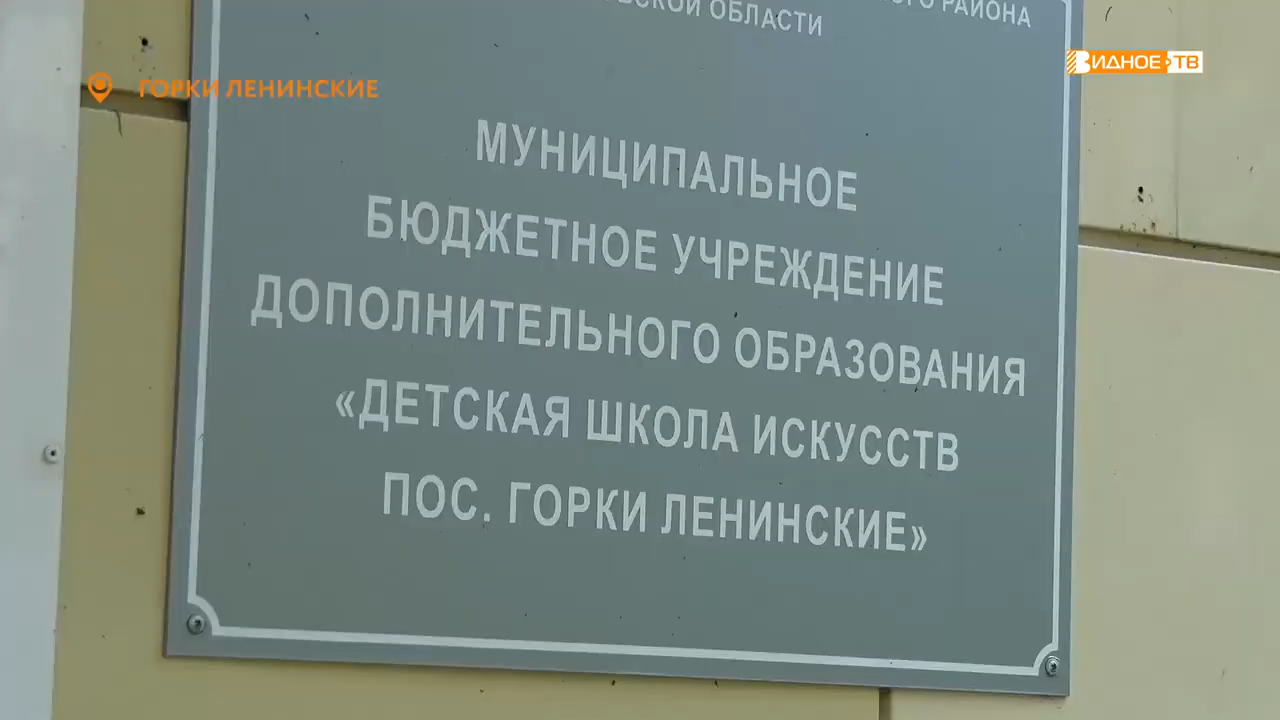 РАЙОНА
ОБЛАСТИ
ВИДНОЕ ТВ
ГОРКИ ЛЕНИНСКИЕ
МУНИЦИПАЛЬНОЕ
БЮДЖЕТНОЕ УЧРЕЖДЕНИЕ
ДОПОЛНИТЕЛЬНОГО ОБРАЗОВАНИЯ
«ДЕТСКАЯ ШКОЛА ИСКУССТВ
ПОС. ГОРКИ ЛЕНИНСКИЕ»